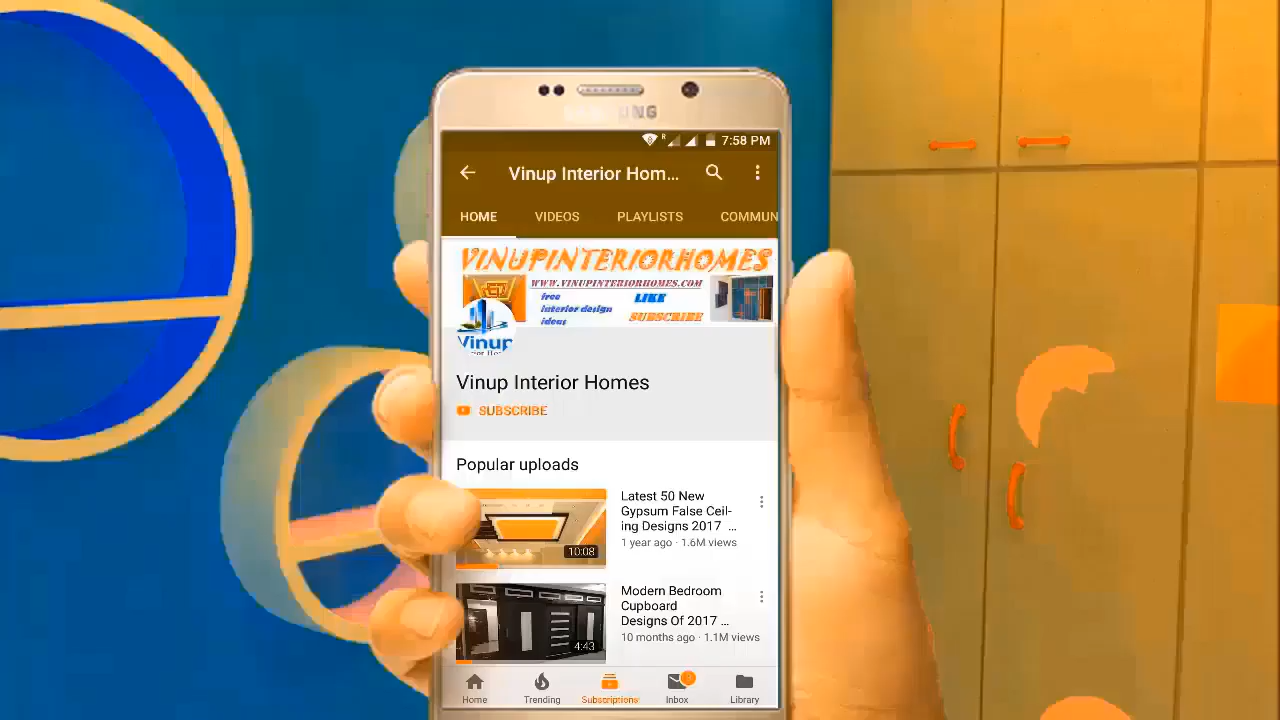 7:58 PM
Vinup Interior Hom...
HOME VIDEOS PLAYLISTS COMMUN
VINUPINTERIORHOMES
WWW.VINUPINTERIORHOMES.COM
free
interior design
ideas
LIKE
SUBSCRIBE
Vinup
Vinup Interior Homes
SUBSCRIBE
Popular uploads
Latest 50 New
Gypsum False Ceil-
ing Designs 2017 ...
1 year ago · 1.6M views
10:08
Modern Bedroom
Cupboard
Designs Of 2017 ...
10 months ago · 1.1M views
4:43
Home Trending Subscriptions Inbox Library